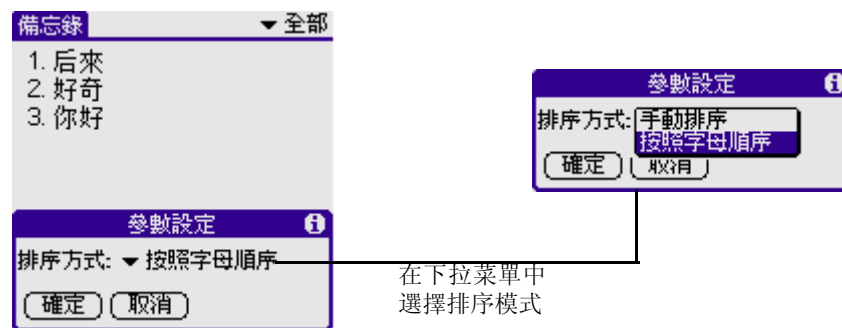 備忘錄 全部
1. 后來
2. 好奇
3. 你好
參數設定
排序方式: 按照字母順序
確定 取消
參數設定
排序方式: 手動排序
按照字母順序
確定 取消
在下拉菜單中
選擇排序模式